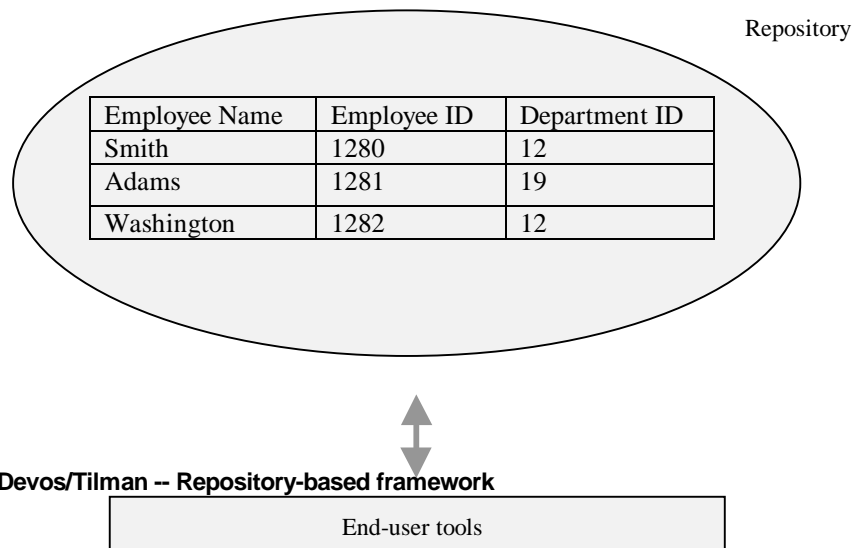 Repository
Employee Name Employee ID Department ID
Smith 1280 12
Adams 1281 19
Washington 1282 12
Devos/Tilman -- Repository-based framework
End-user tools